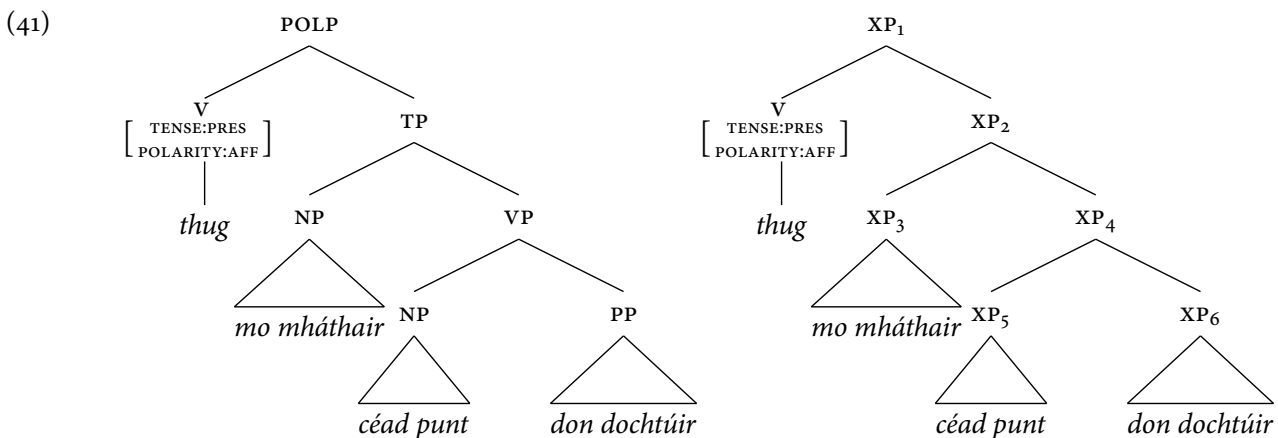 (41) POLP XP₁
V V
[ TENSE:PRES TP [ TENSE:PRES XP₂
POLARITY:AFF ] POLARITY:AFF ]
thug NP VP thug XP₃ XP₄
mo mháthair NP PP mo mháthair XP₅ XP₆
céad punt don dochtúir céad punt don dochtúir